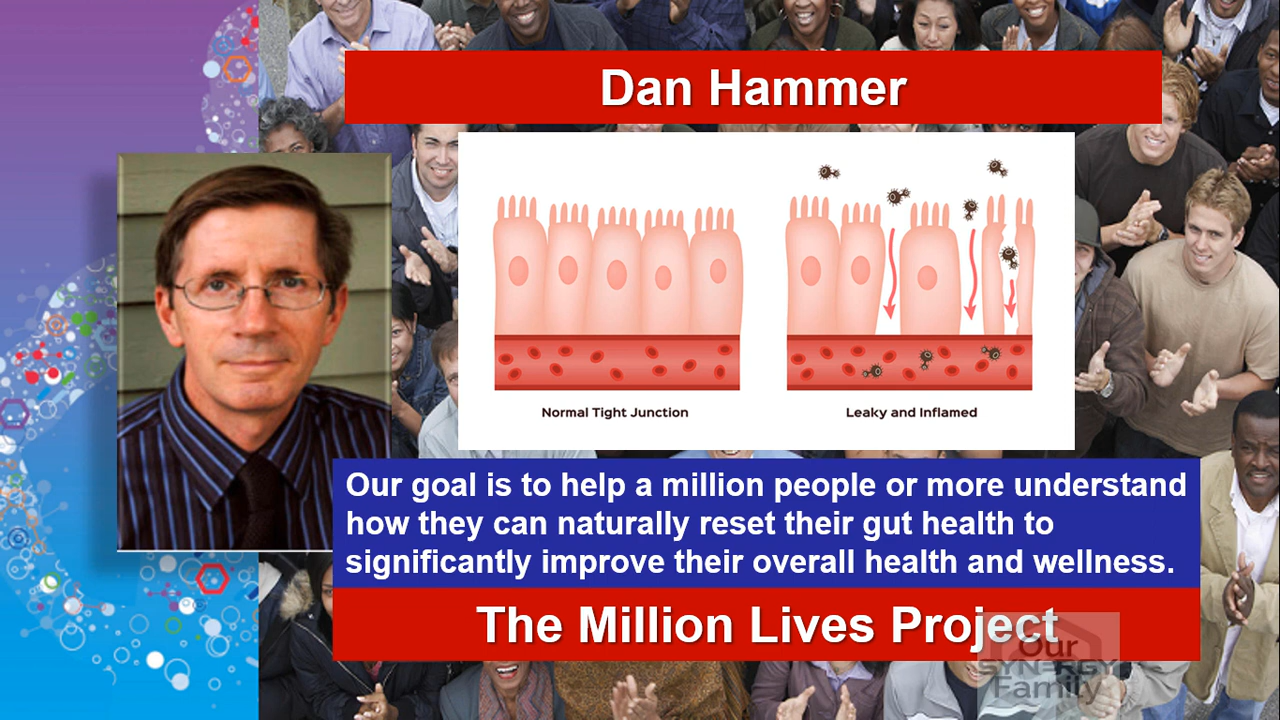 Dan Hammer
Normal Tight Junction
Leaky and Inflamed
Our goal is to help a million people or more understand
how they can naturally reset their gut health to
significantly improve their overall health and wellness.
The Million Lives Project
Our
SYNERGY
Family